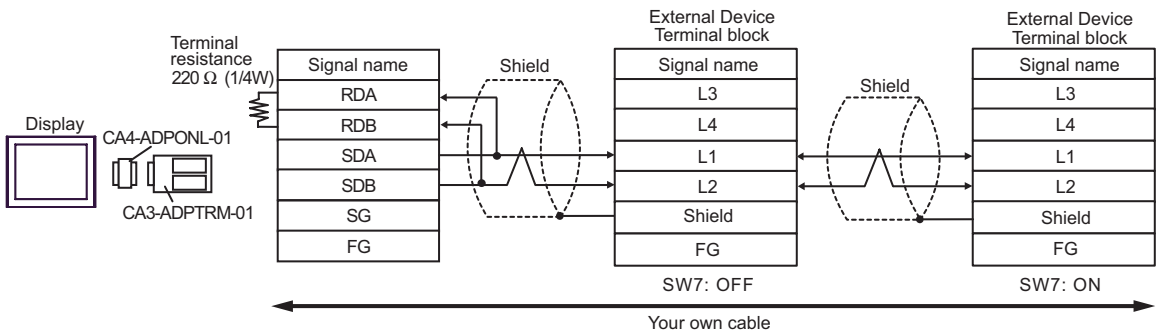 External Device
Terminal block
External Device
Terminal block
Terminal
resistance
220 Ω (1/4W)
Signal name
Shield
Signal name
Shield
Signal name
RDA
L3
L3
RDB
L4
L4
Display
CA4-ADPONL-01
SDA
L1
L1
SDB
L2
L2
CA3-ADPTRM-01
SG
Shield
Shield
FG
FG
FG
SW7: OFF
SW7: ON
Your own cable